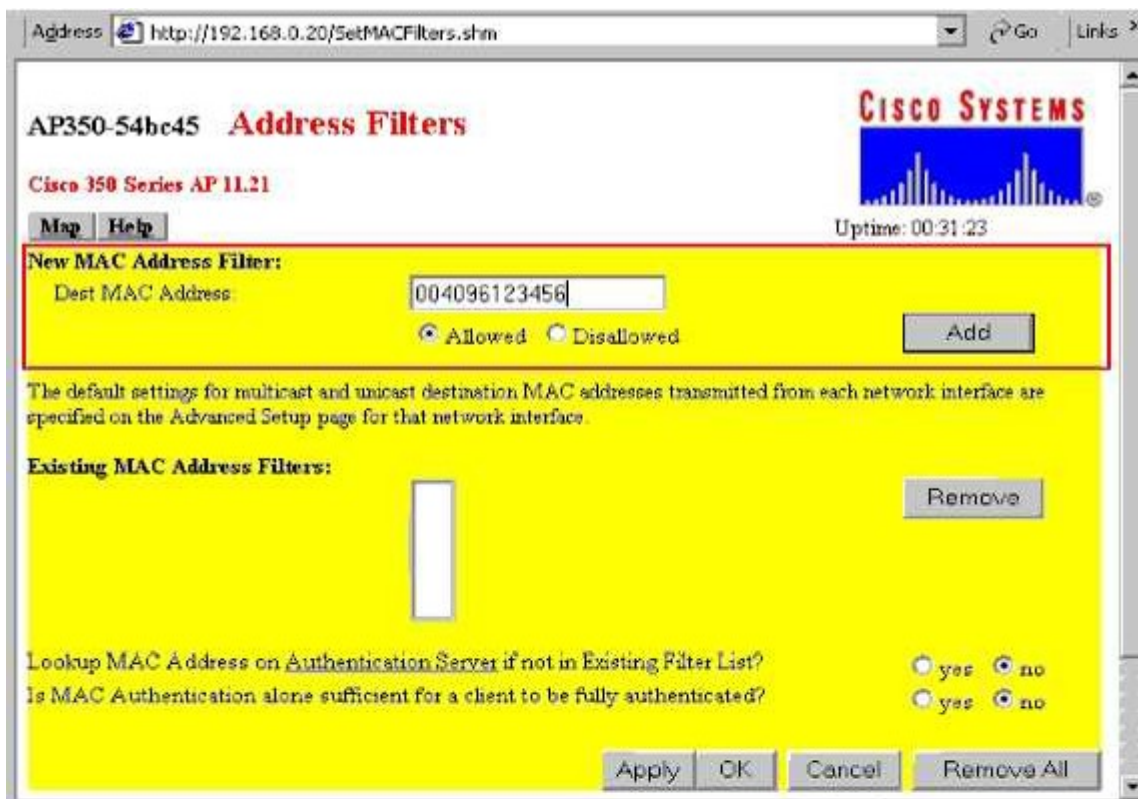 Address http://192.168.0.20/SetMACFilters.shm Go Links »
AP350-54bc45 Address Filters
CISCO SYSTEMS
Cisco 350 Series AP 11.21
Map Help
Uptime: 00:31:23
New MAC Address Filter:
Dest MAC Address: 004096123456
Allowed Disallowed Add
The default settings for multicast and unicast destination MAC addresses transmitted from each network interface are
specified on the Advanced Setup page for that network interface.
Existing MAC Address Filters:
Remove
Lookup MAC Address on Authentication Server if not in Existing Filter List? yes no
Is MAC Authentication alone sufficient for a client to be fully authenticated? yes no
Apply OK Cancel Remove All